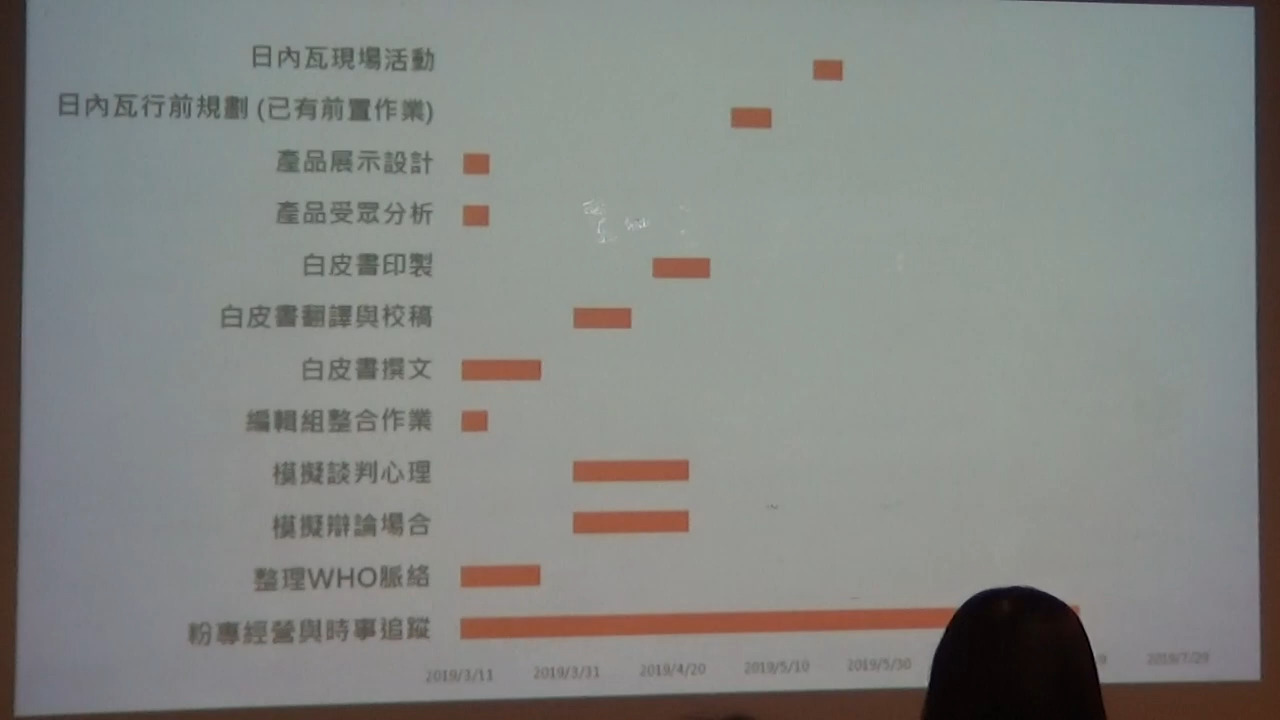 日內瓦現場活動
日內瓦行前規劃 (已有前置作業)
產品展示設計
產品受眾分析
白皮書印製
白皮書翻譯與校稿
白皮書撰文
編輯組整合作業
模擬談判心理
模擬辯論場合
整理WHO脈絡
粉專經營與時事追蹤
2019/3/11 2019/3/31 2019/4/20 2019/5/10 2019/5/30 2019/7/29